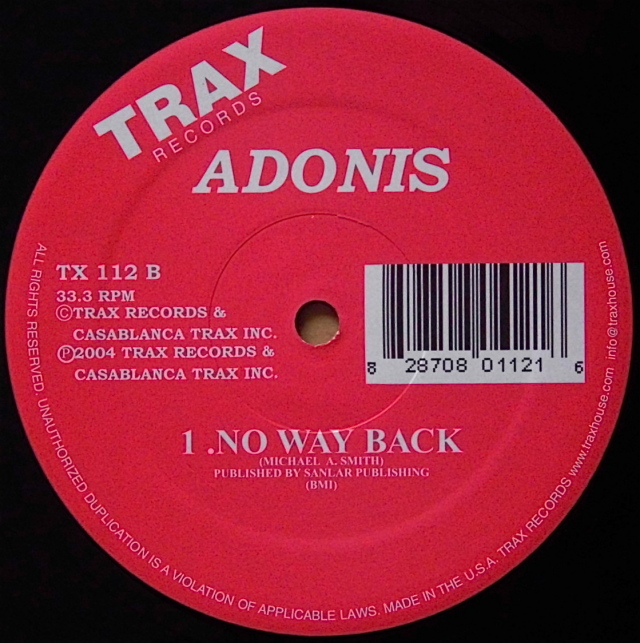 TRAX
RECORDS
ADONIS
TX 112 B
33.3 RPM
©TRAX RECORDS &
CASABLANCA TRAX INC.
℗2004 TRAX RECORDS &
CASABLANCA TRAX INC.
8 28708 01121 6
1 .NO WAY BACK
(MICHAEL A. SMITH)
PUBLISHED BY SANLAR PUBLISHING
(BMI)
ALL RIGHTS RESERVED. UNAUTHORIZED DUPLICATION IS A VIOLATION OF APPLICABLE LAWS. MADE IN THE U.S.A. TRAX RECORDS www.traxhouse.com info@traxhouse.com